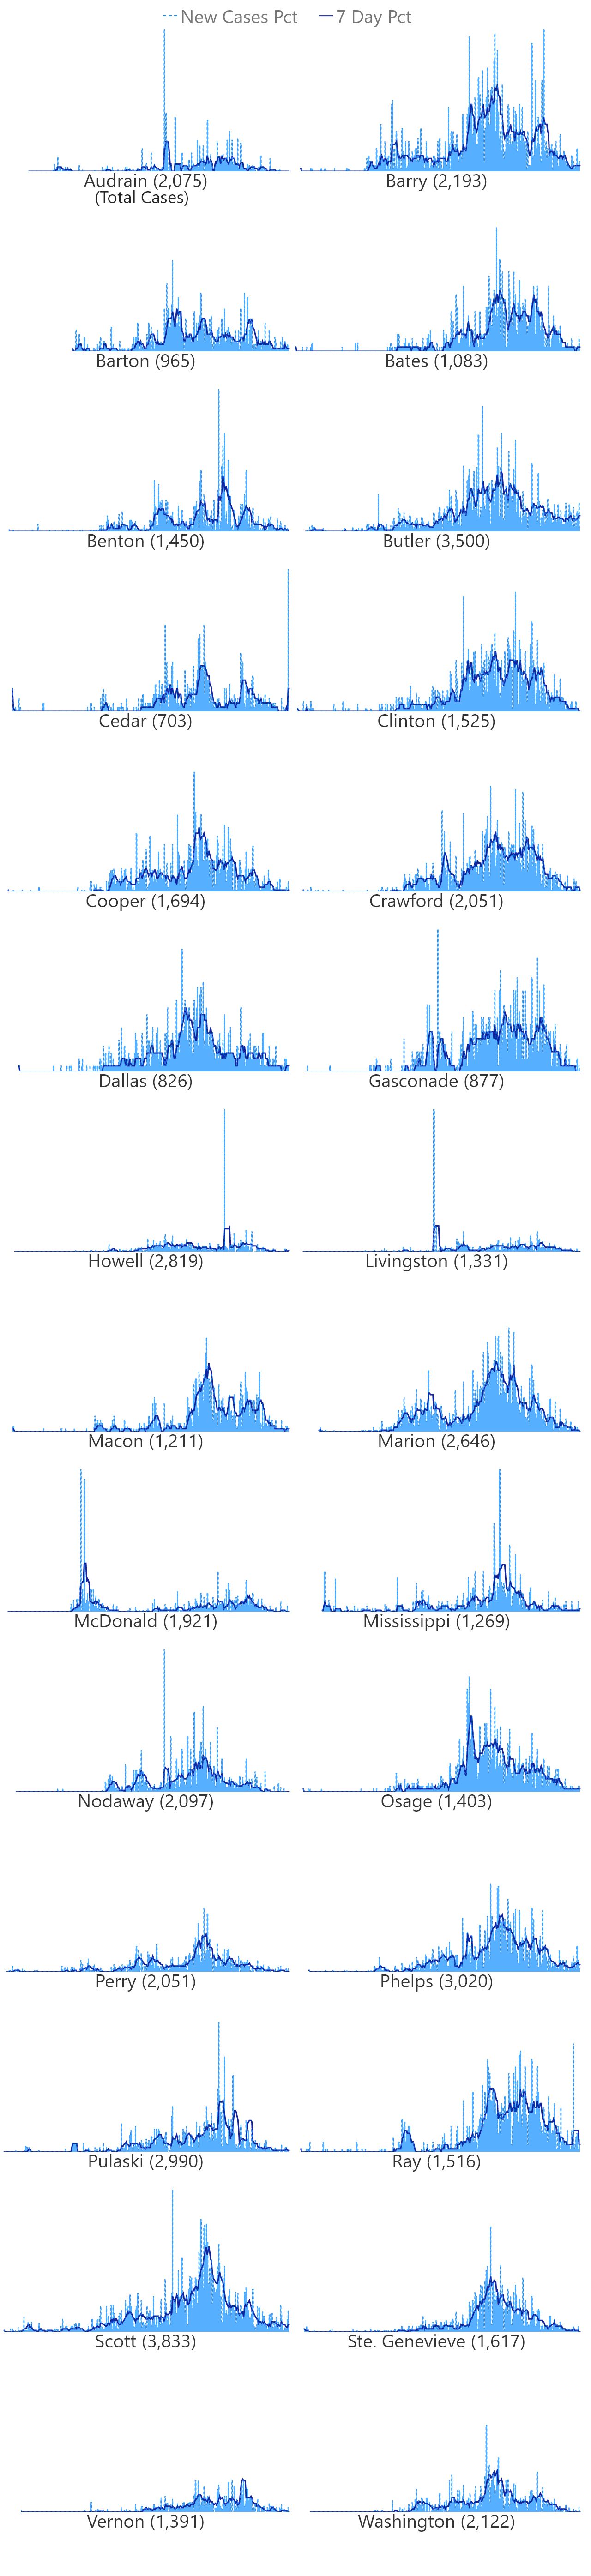 New Cases Pct 7 Day Pct
Audrain (2,075) Barry (2,193)
(Total Cases)
Barton (965) Bates (1,083)
Benton (1,450) Butler (3,500)
Cedar (703) Clinton (1,525)
Cooper (1,694) Crawford (2,051)
Dallas (826) Gasconade (877)
Howell (2,819) Livingston (1,331)
Macon (1,211) Marion (2,646)
McDonald (1,921) Mississippi (1,269)
Nodaway (2,097) Osage (1,403)
Perry (2,051) Phelps (3,020)
Pulaski (2,990) Ray (1,516)
Scott (3,833) Ste. Genevieve (1,617)
Vernon (1,391) Washington (2,122)